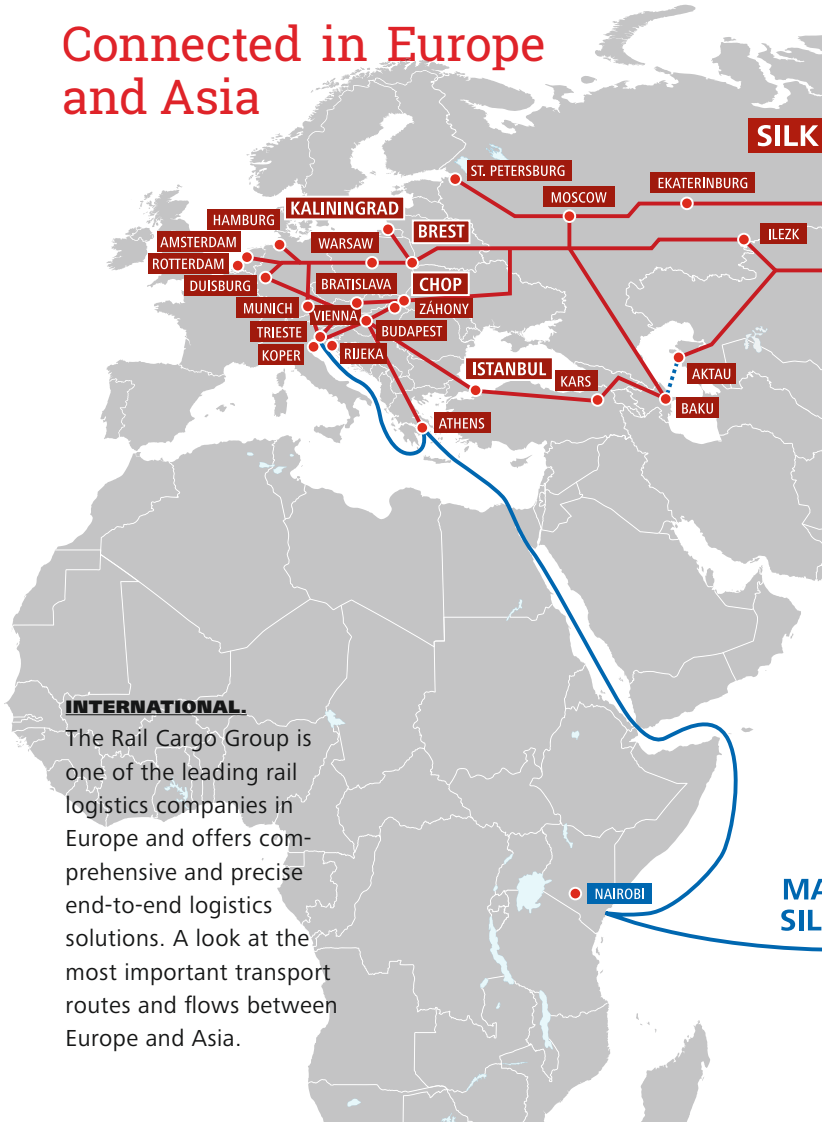 Connected in Europe
and Asia
SILK
ST. PETERSBURG
MOSCOW
EKATERINBURG
KALININGRAD
HAMBURG
BREST
AMSTERDAM
WARSAW
ILEZK
ROTTERDAM
DUISBURG
BRATISLAVA
CHOP
MUNICH
VIENNA
ZÁHONY
TRIESTE
BUDAPEST
KOPER
RIJEKA
ISTANBUL
KARS
AKTAU
BAKU
ATHENS
INTERNATIONAL.
The Rail Cargo Group is
one of the leading rail
logistics companies in
Europe and offers com-
prehensive and precise
end-to-end logistics
solutions. A look at the
most important transport
routes and flows between
Europe and Asia.
NAIROBI
MA
SIL